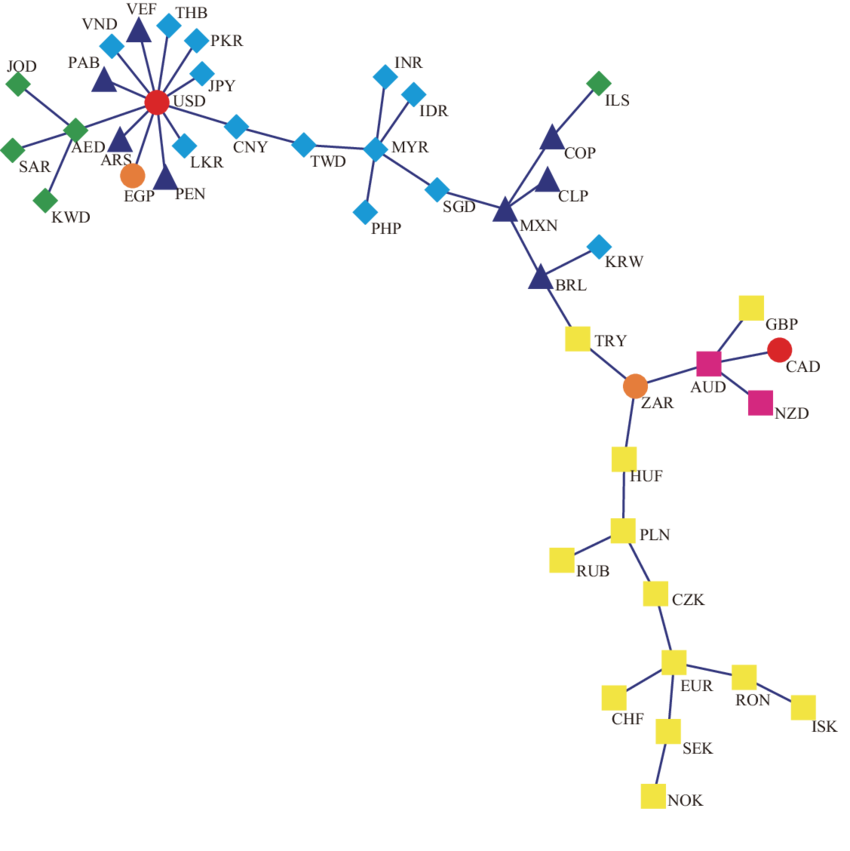 VEF
THB
VND
PKR
PAB
JOD
JPY
USD
AED
ARS
LKR
SAR
EGP
PEN
KWD
CNY
TWD
INR
IDR
MYR
PHP
SGD
ILS
COP
CLP
MXN
KRW
BRL
TRY
GBP
CAD
AUD
ZAR
NZD
HUF
PLN
RUB
CZK
EUR
RON
CHF
ISK
SEK
NOK